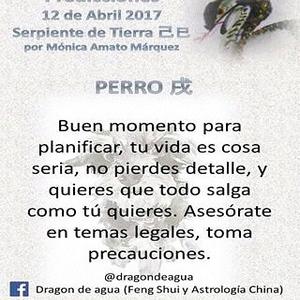 Predicciones
12 de Abril 2017
Serpiente de Tierra 己巳
por Mónica Amato Márquez
PERRO 戌
Buen momento para
planificar, tu vida es cosa
seria, no pierdes detalle, y
quieres que todo salga
como tú quieres. Asesórate
en temas legales, toma
precauciones.
@dragondeagua
Dragon de agua (Feng Shui y Astrología China)